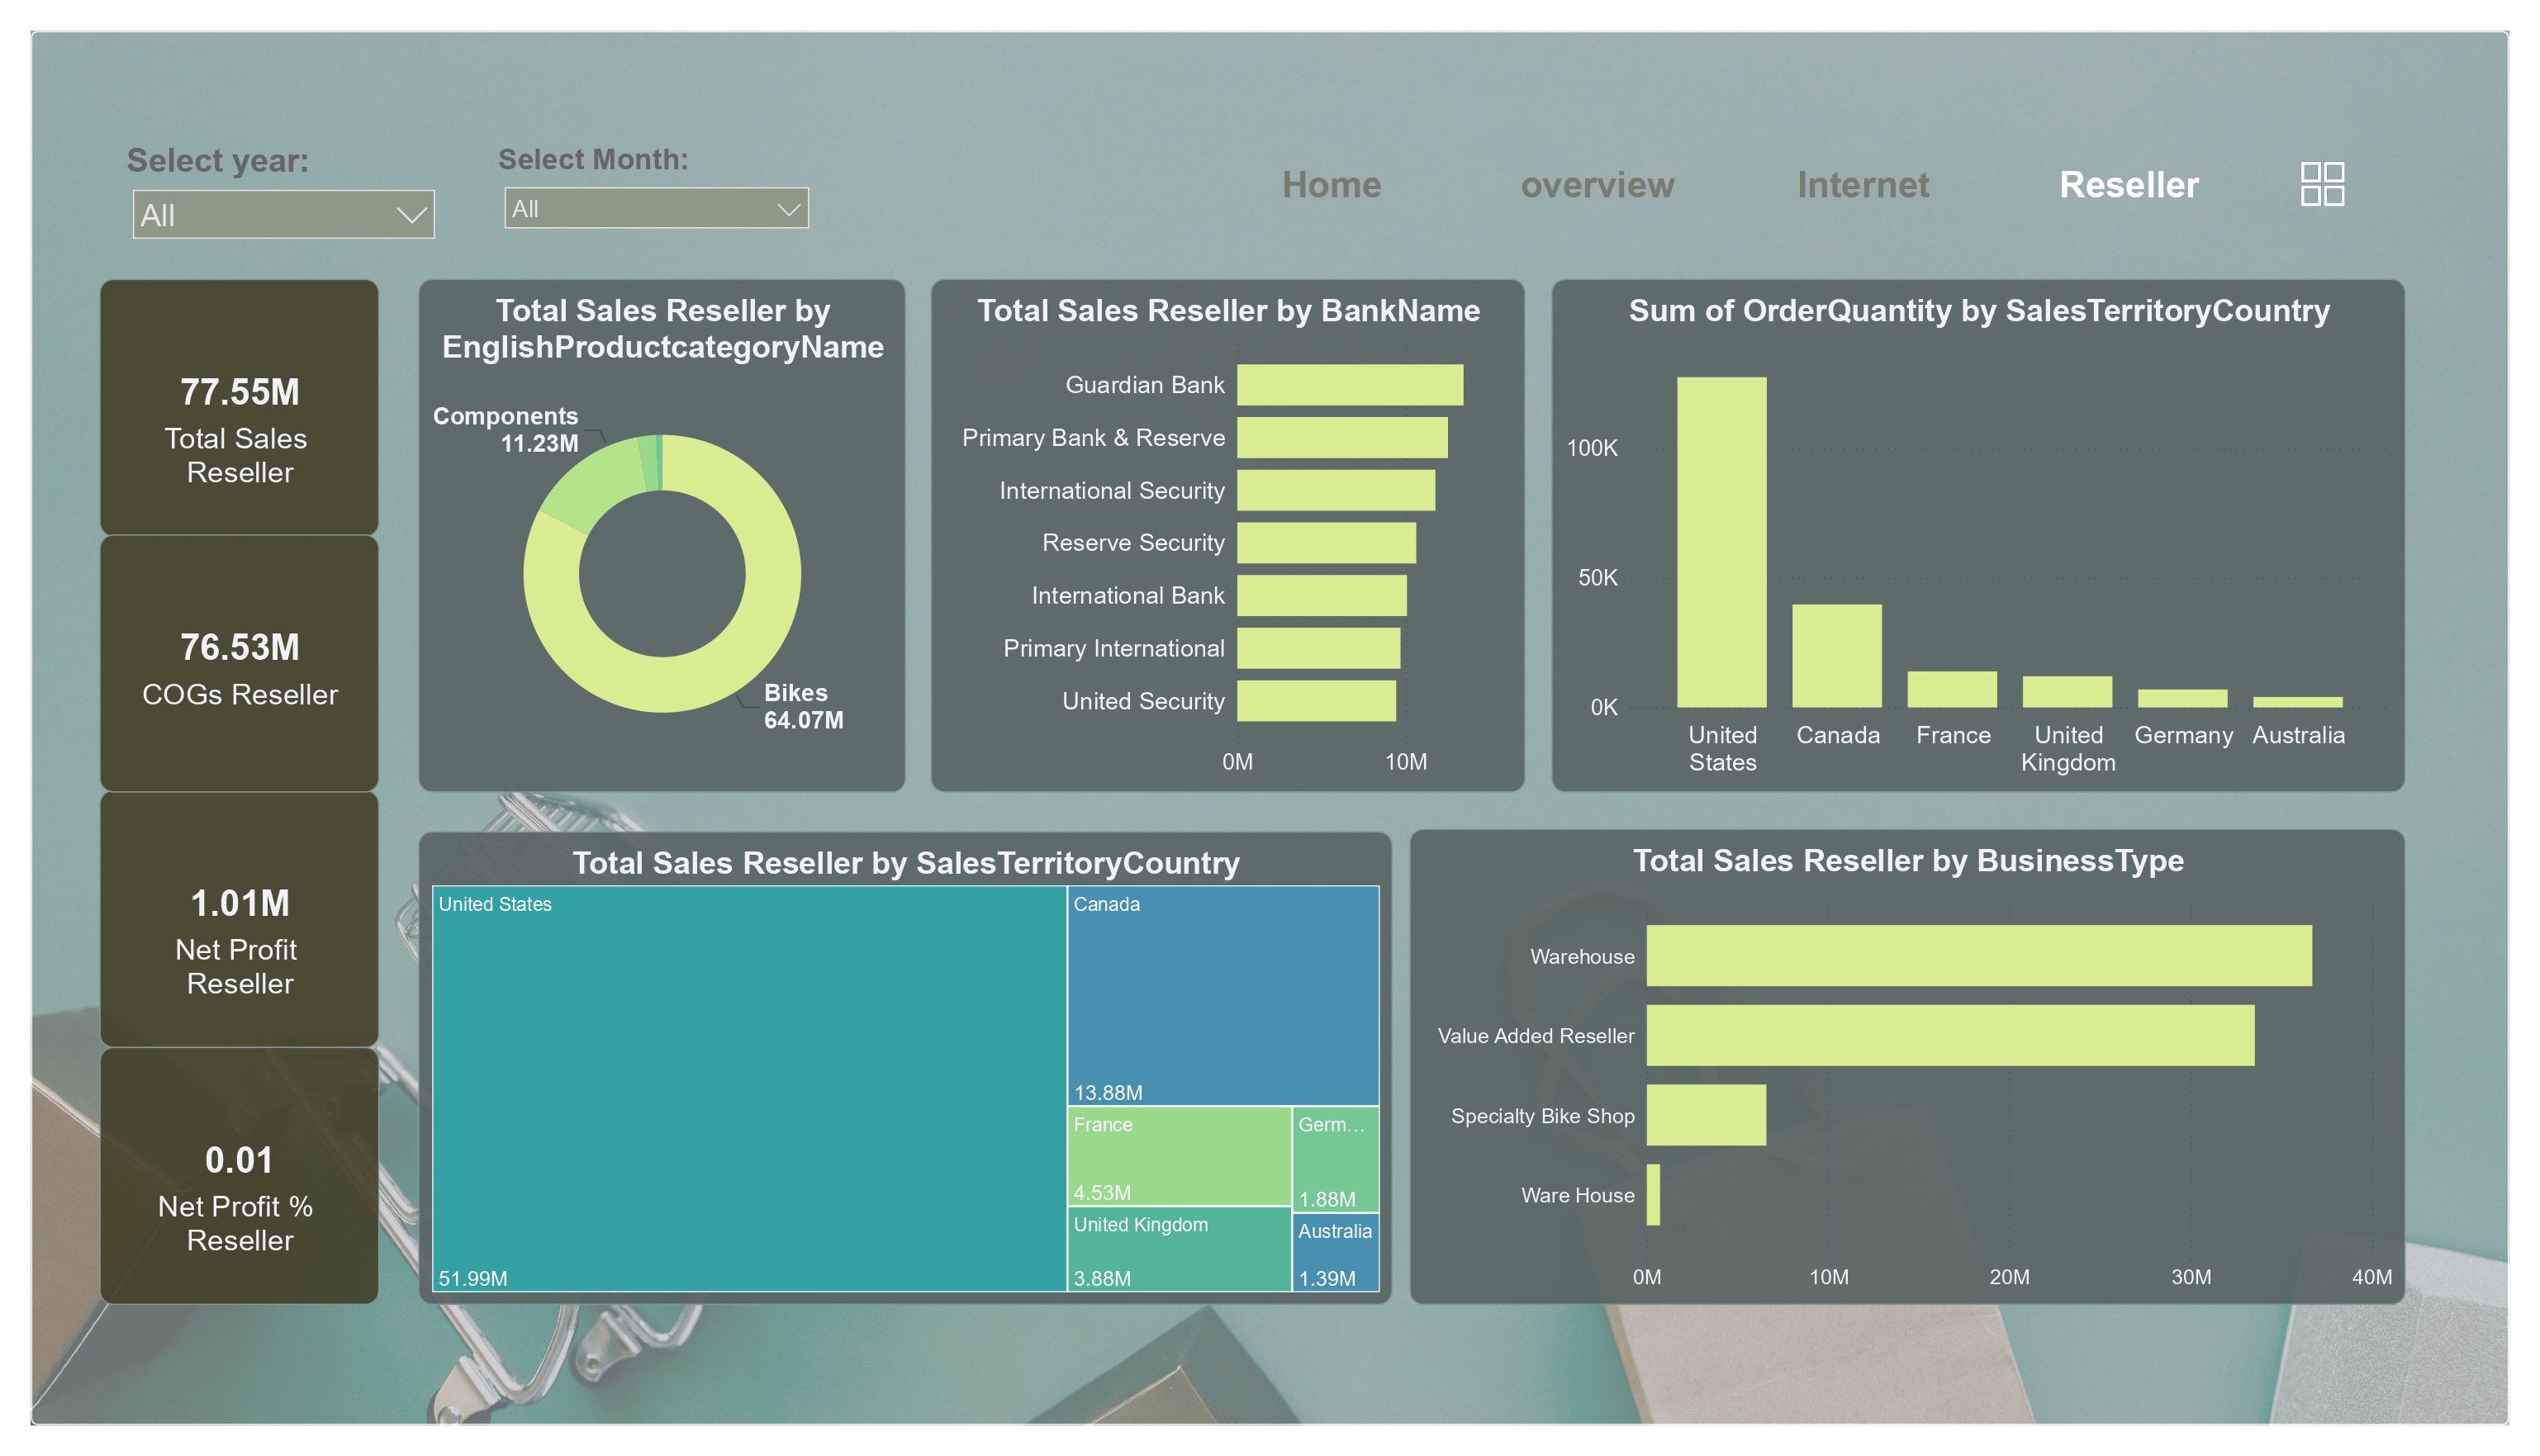 Select year:
All
Select Month:
All
Home
overview
Internet
Reseller
77.55M
Total Sales
Reseller
76.53M
COGs Reseller
1.01M
Net Profit
Reseller
0.01
Net Profit %
Reseller
Total Sales Reseller by
EnglishProductcategoryName
Components
11.23M
Bikes
64.07M
Total Sales Reseller by BankName
Guardian Bank
Primary Bank & Reserve
International Security
Reserve Security
International Bank
Primary International
United Security
0M
10M
Sum of OrderQuantity by SalesTerritoryCountry
100K
50K
0K
United
States
Canada
France
United
Kingdom
Germany
Australia
Total Sales Reseller by SalesTerritoryCountry
United States
51.99M
Canada
13.88M
France
4.53M
Germ...
1.88M
United Kingdom
3.88M
Australia
1.39M
Total Sales Reseller by BusinessType
Warehouse
Value Added Reseller
Specialty Bike Shop
Ware House
0M
10M
20M
30M
40M